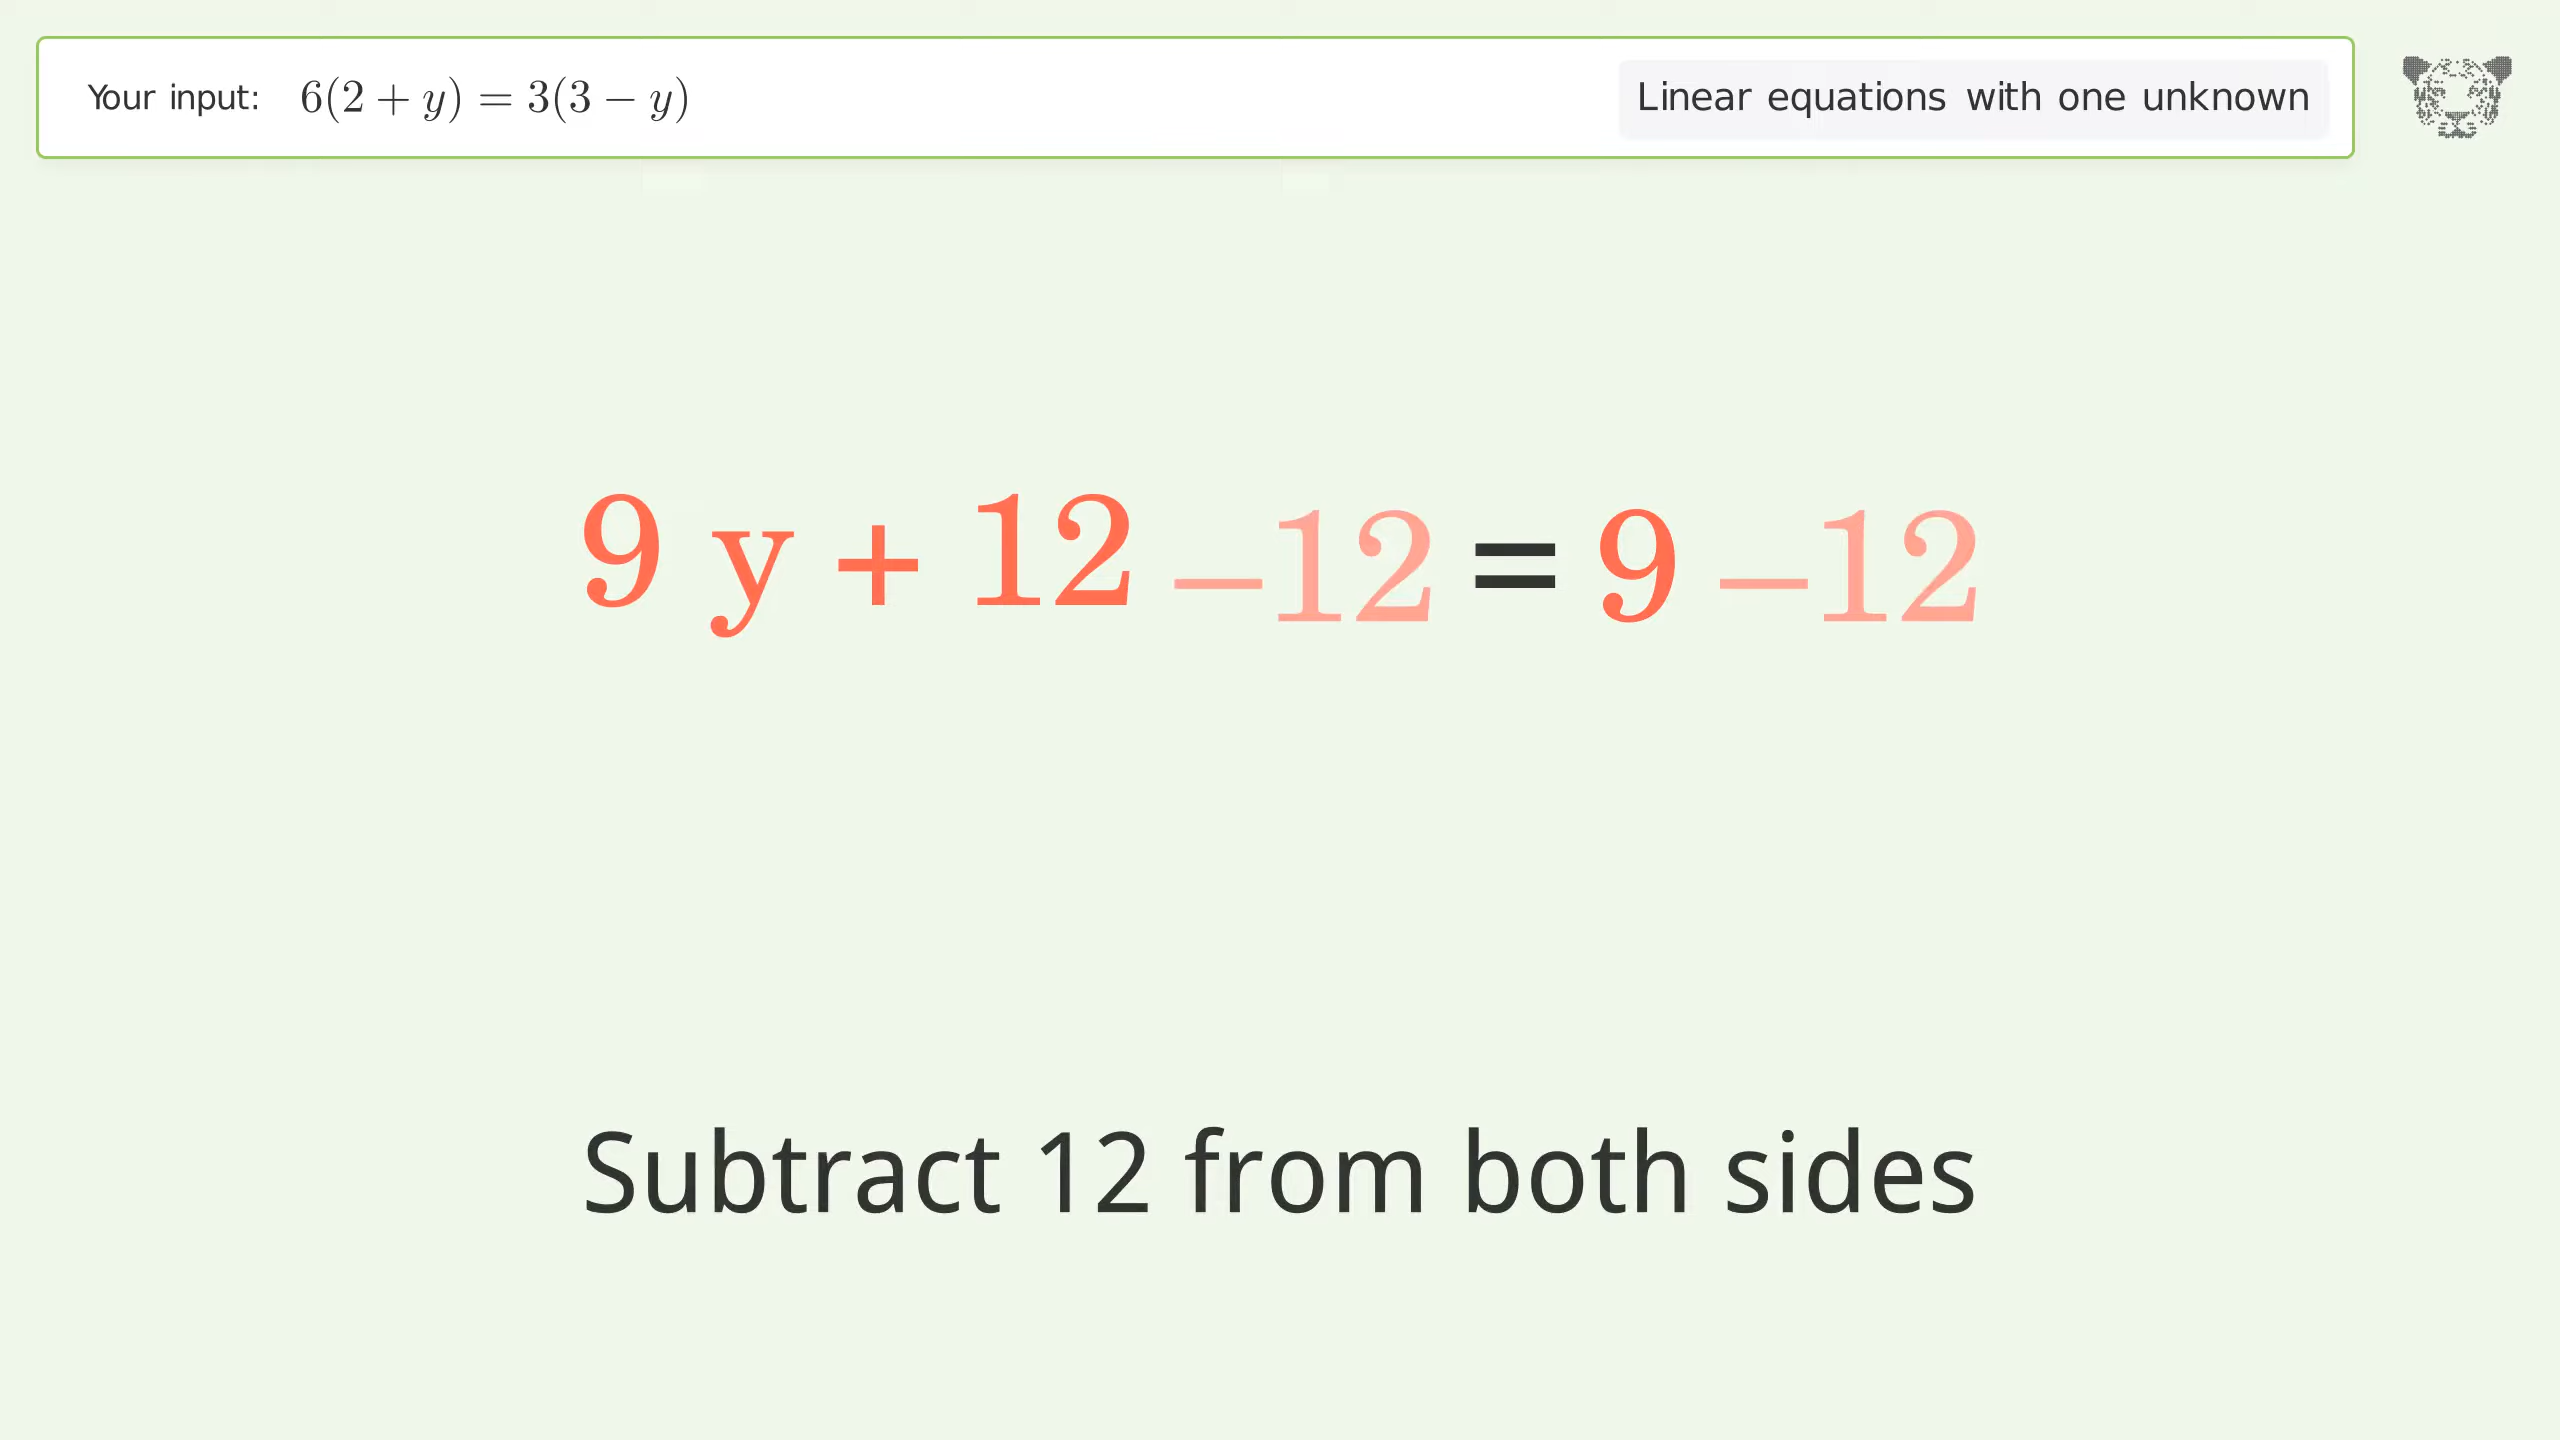 Your input: 6(2 + y) = 3(3 − y)
Linear equations with one unknown
9 y + 12 −12 = 9 −12
Subtract 12 from both sides